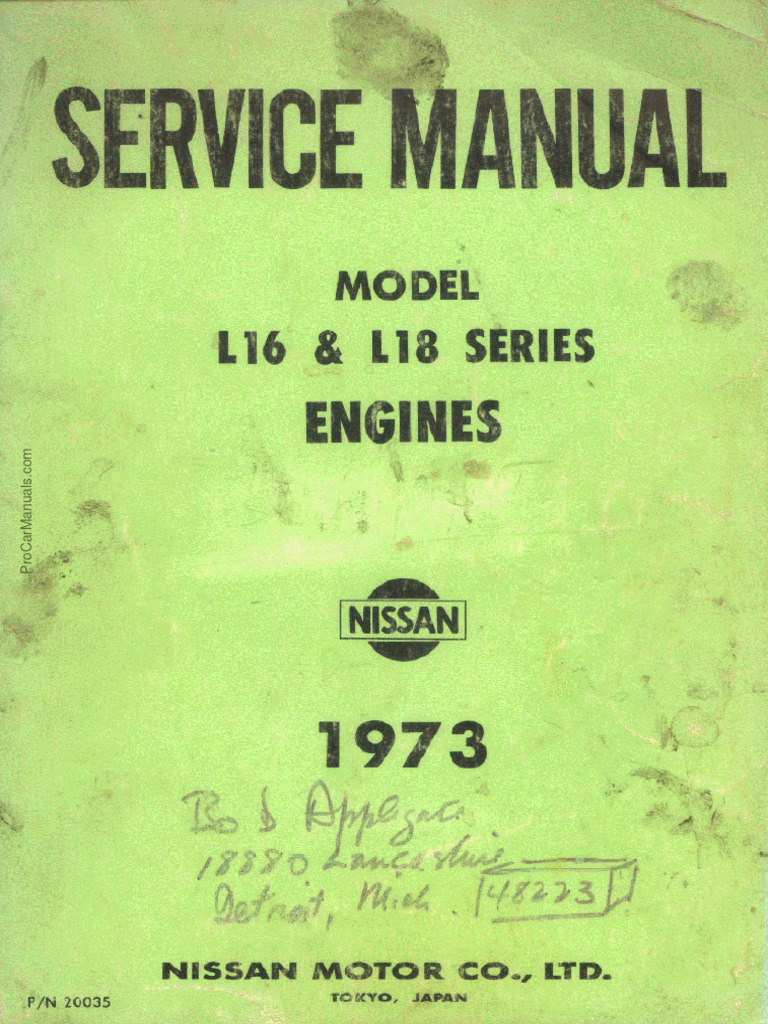 SERVICE MANUAL
MODEL
L16 & L18 SERIES
ENGINES
ProCarManuals.com
NISSAN
1973
Bob
18880 Lancashire
Detroit, Mich. 48223
NISSAN MOTOR CO., LTD.
TOKYO, JAPAN
P/N 20035